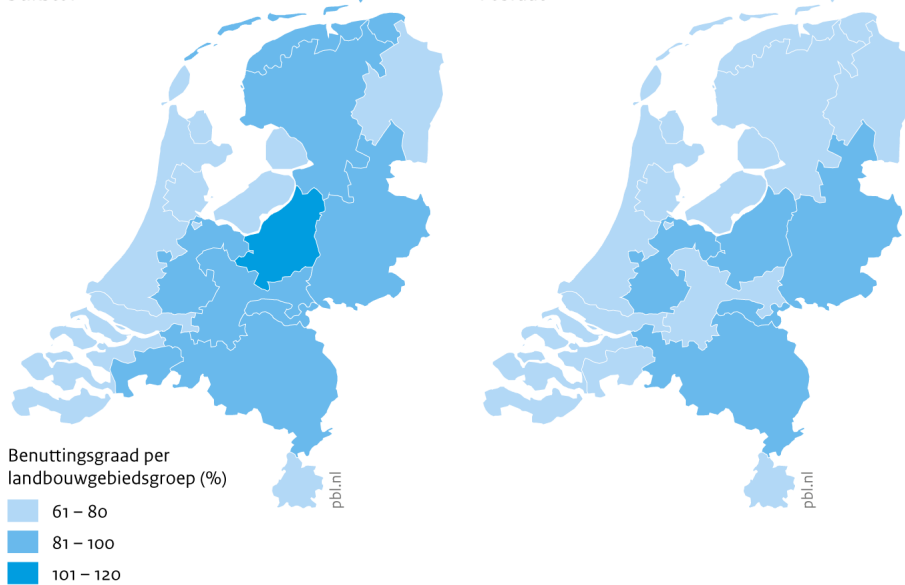 Benuttingsgraad per
landbouwgebiedsgroep (%)
61 – 80
81 – 100
101 – 120
pbl.nl
pbl.nl